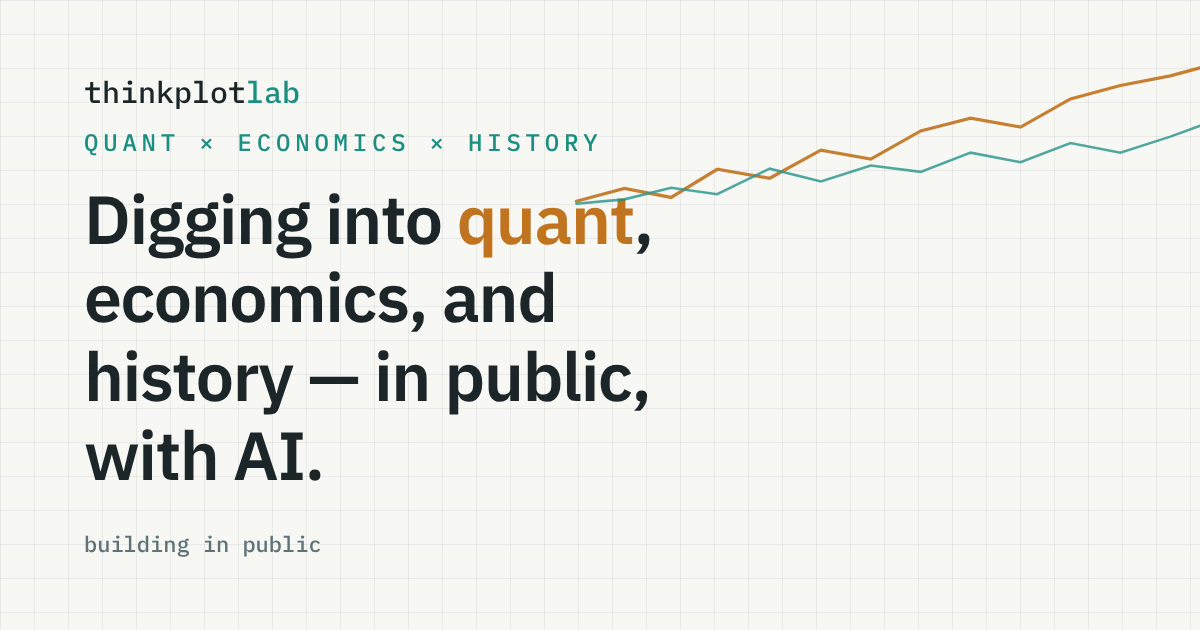 thinkplotlab
QUANT × ECONOMICS × HISTORY
Digging into quant,
economics, and
history — in public,
with AI.
building in public